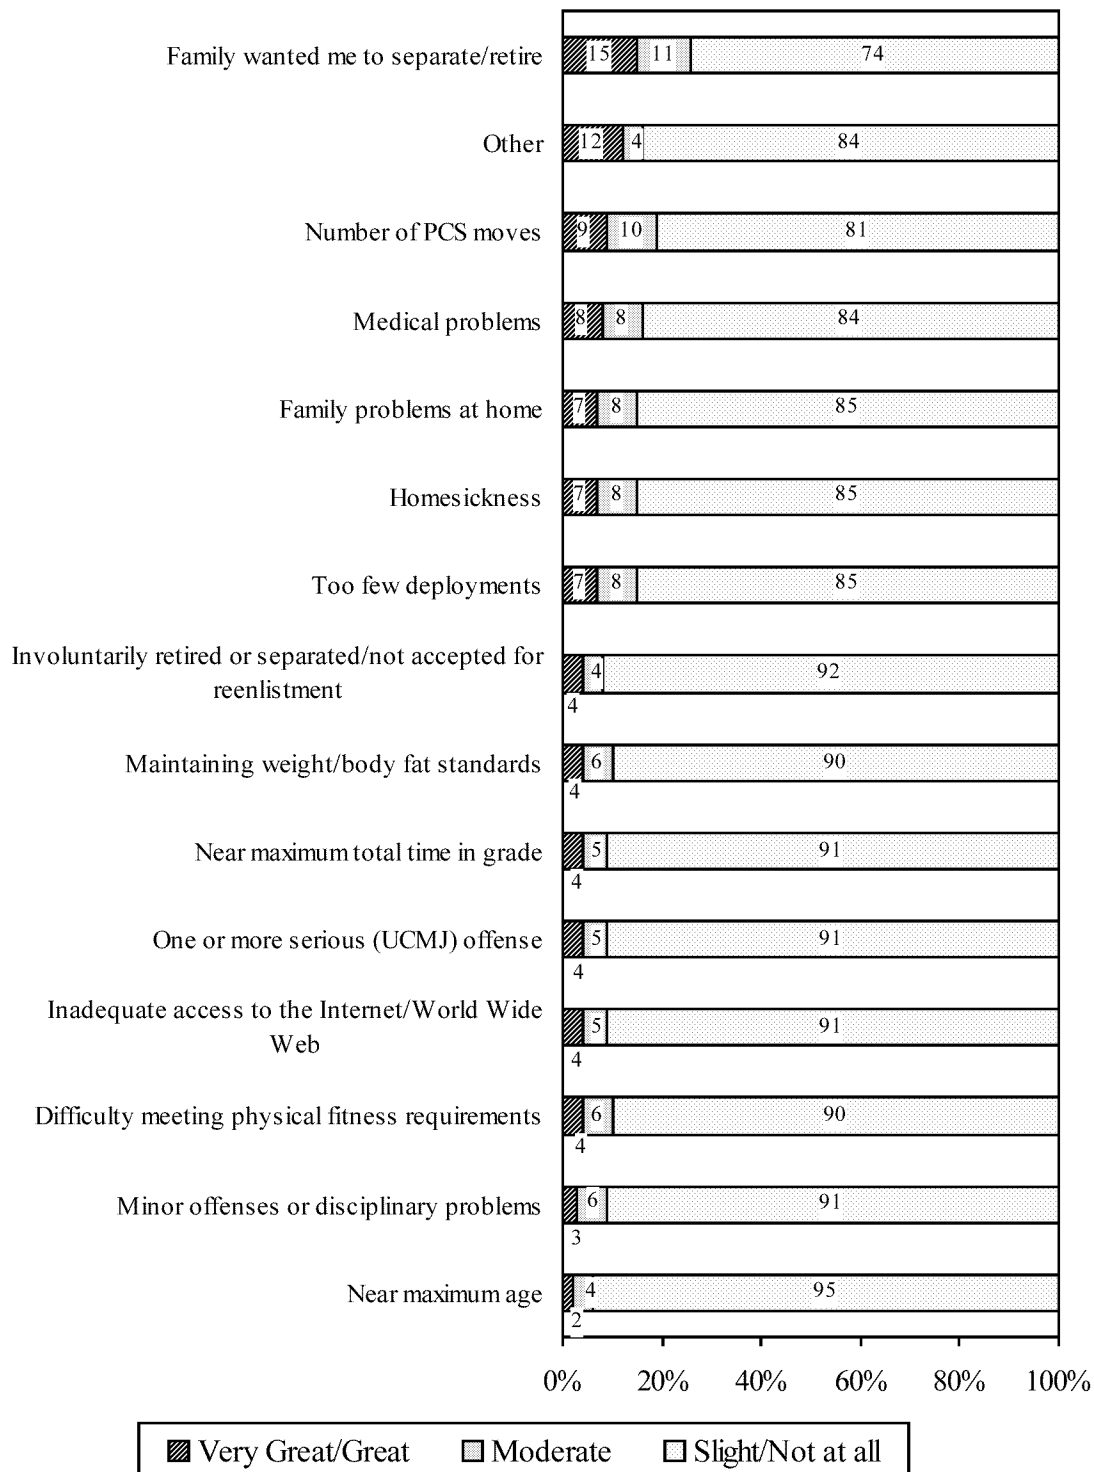 Family wanted me to separate/retire 15 11 74
Other 12 4 84
Number of PCS moves 9 10 81
Medical problems 8 8 84
Family problems at home 7 8 85
Homesickness 7 8 85
Too few deployments 7 8 85
Involuntarily retired or separated/not accepted for
reenlistment
4 92
4
Maintaining weight/body fat standards 6 90
4
Near maximum total time in grade 5 91
4
One or more serious (UCMJ) offense 5 91
4
Inadequate access to the Internet/World Wide
Web
5 91
4
Difficulty meeting physical fitness requirements 6 90
4
Minor offenses or disciplinary problems 6 91
3
Near maximum age 4 95
2
0% 20% 40% 60% 80% 100%
Very Great/Great Moderate Slight/Not at all